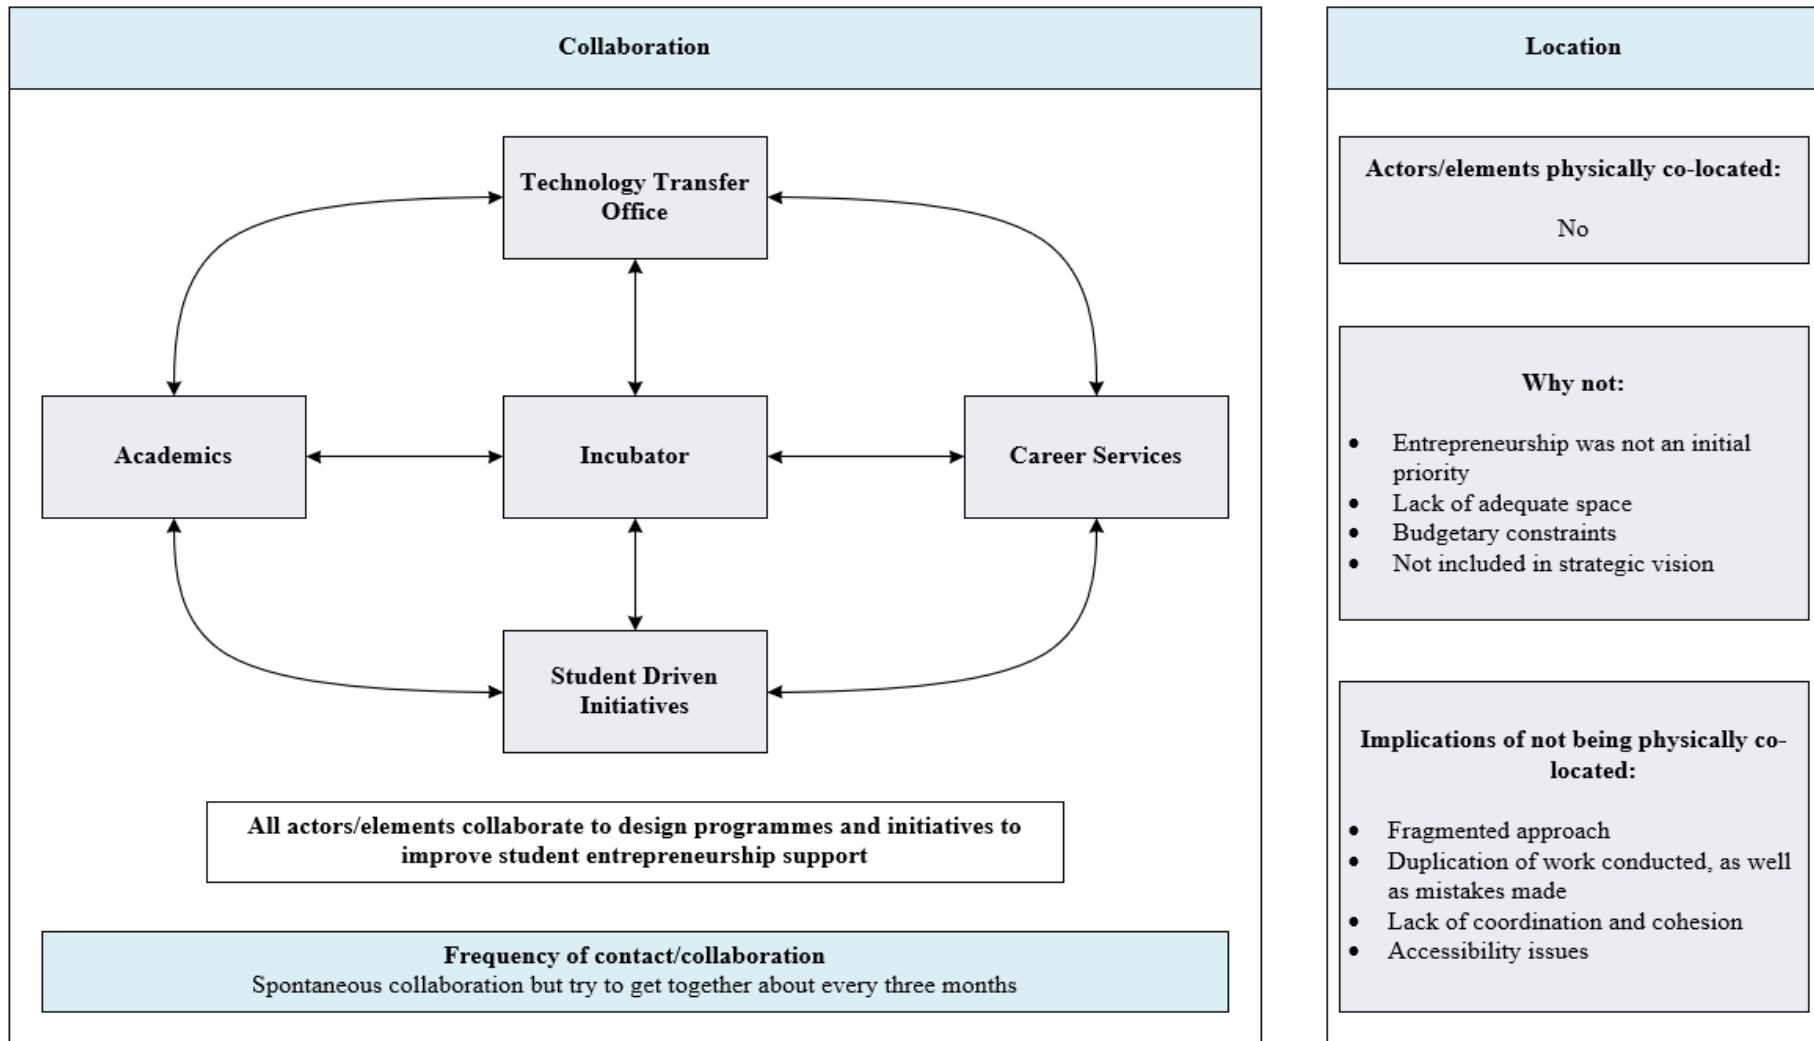 Collaboration
Technology Transfer
Office
Academics
Incubator
Career Services
Student Driven
Initiatives
All actors/elements collaborate to design programmes and initiatives to
improve student entrepreneurship support
Frequency of contact/collaboration
Spontaneous collaboration but try to get together about every three months
Location
Actors/elements physically co-located:
No
Why not:
• Entrepreneurship was not an initial
priority
• Lack of adequate space
• Budgetary constraints
• Not included in strategic vision
Implications of not being physically co-
located:
• Fragmented approach
• Duplication of work conducted, as well
as mistakes made
• Lack of coordination and cohesion
• Accessibility issues